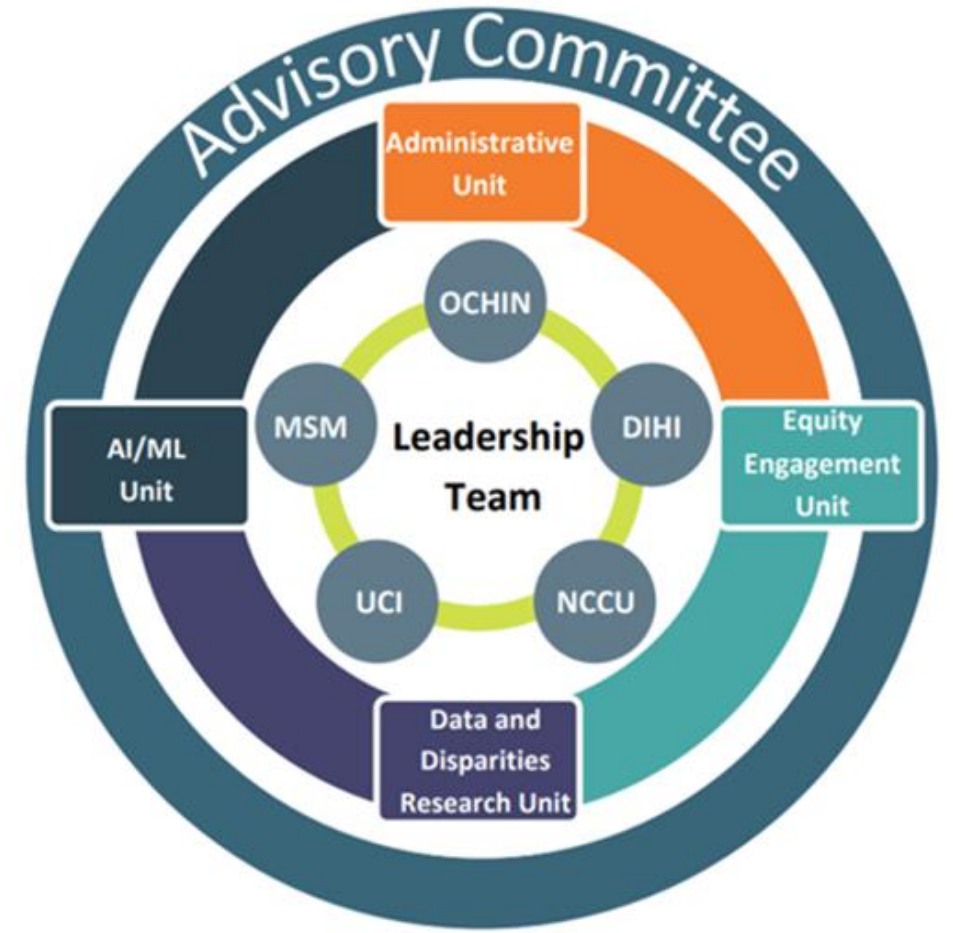 Advisory Committee
Administrative
Unit
OCHIN
MSM
DIHI
Leadership
Team
AI/ML
Unit
Equity
Engagement
Unit
UCI
NCCU
Data and
Disparities
Research Unit